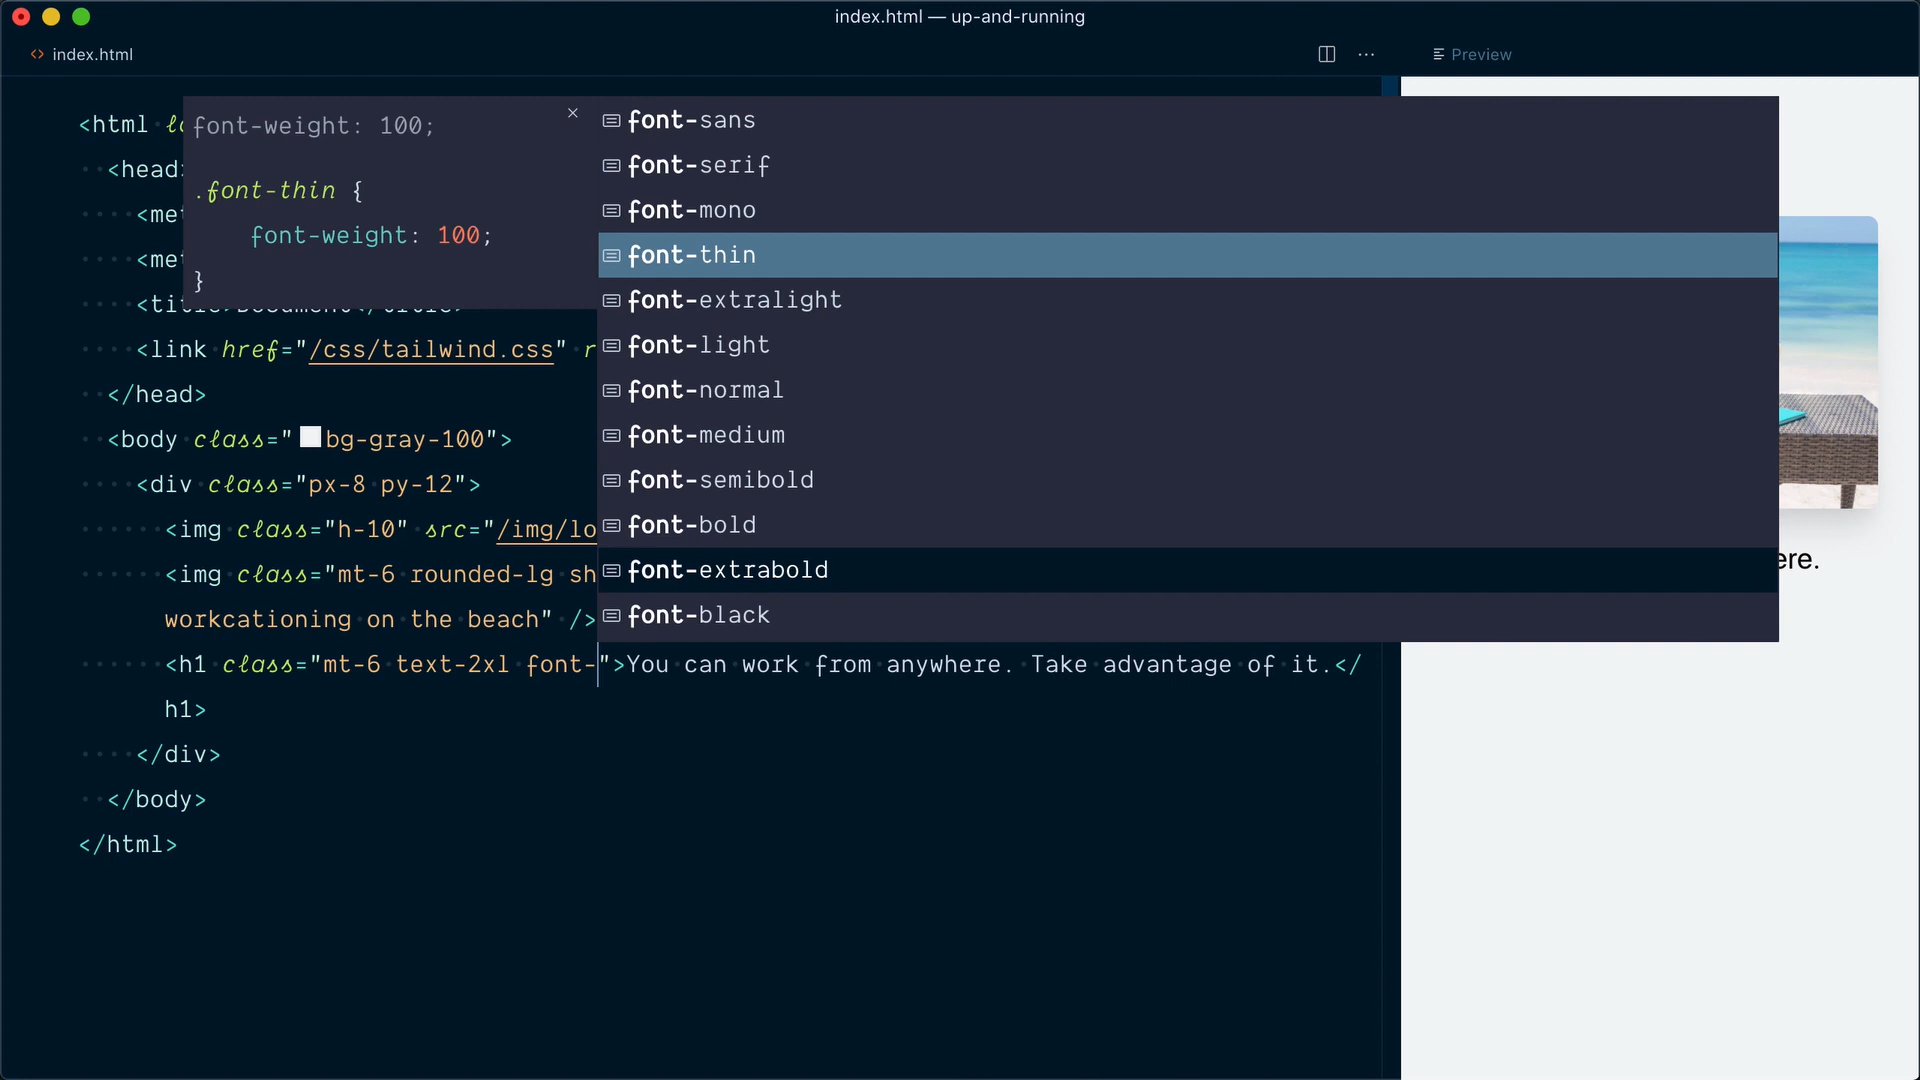 index.html — up-and-running
<> index.html
Preview
<html
<head>
<met
<met
<link href="/css/tailwind.css" r
</head>
<body class="bg-gray-100">
<div class="px-8 py-12">
<img class="h-10" src="/img/lo
<img class="mt-6 rounded-lg sh
workcationing on the beach" />
<h1 class="mt-6 text-2xl font-">You can work from anywhere. Take advantage of it.</
h1>
</div>
</body>
</html>
font-weight: 100;
.font-thin {
font-weight: 100;
}
font-sans
font-serif
font-mono
font-thin
font-extralight
font-light
font-normal
font-medium
font-semibold
font-bold
font-extrabold
font-black
ere.